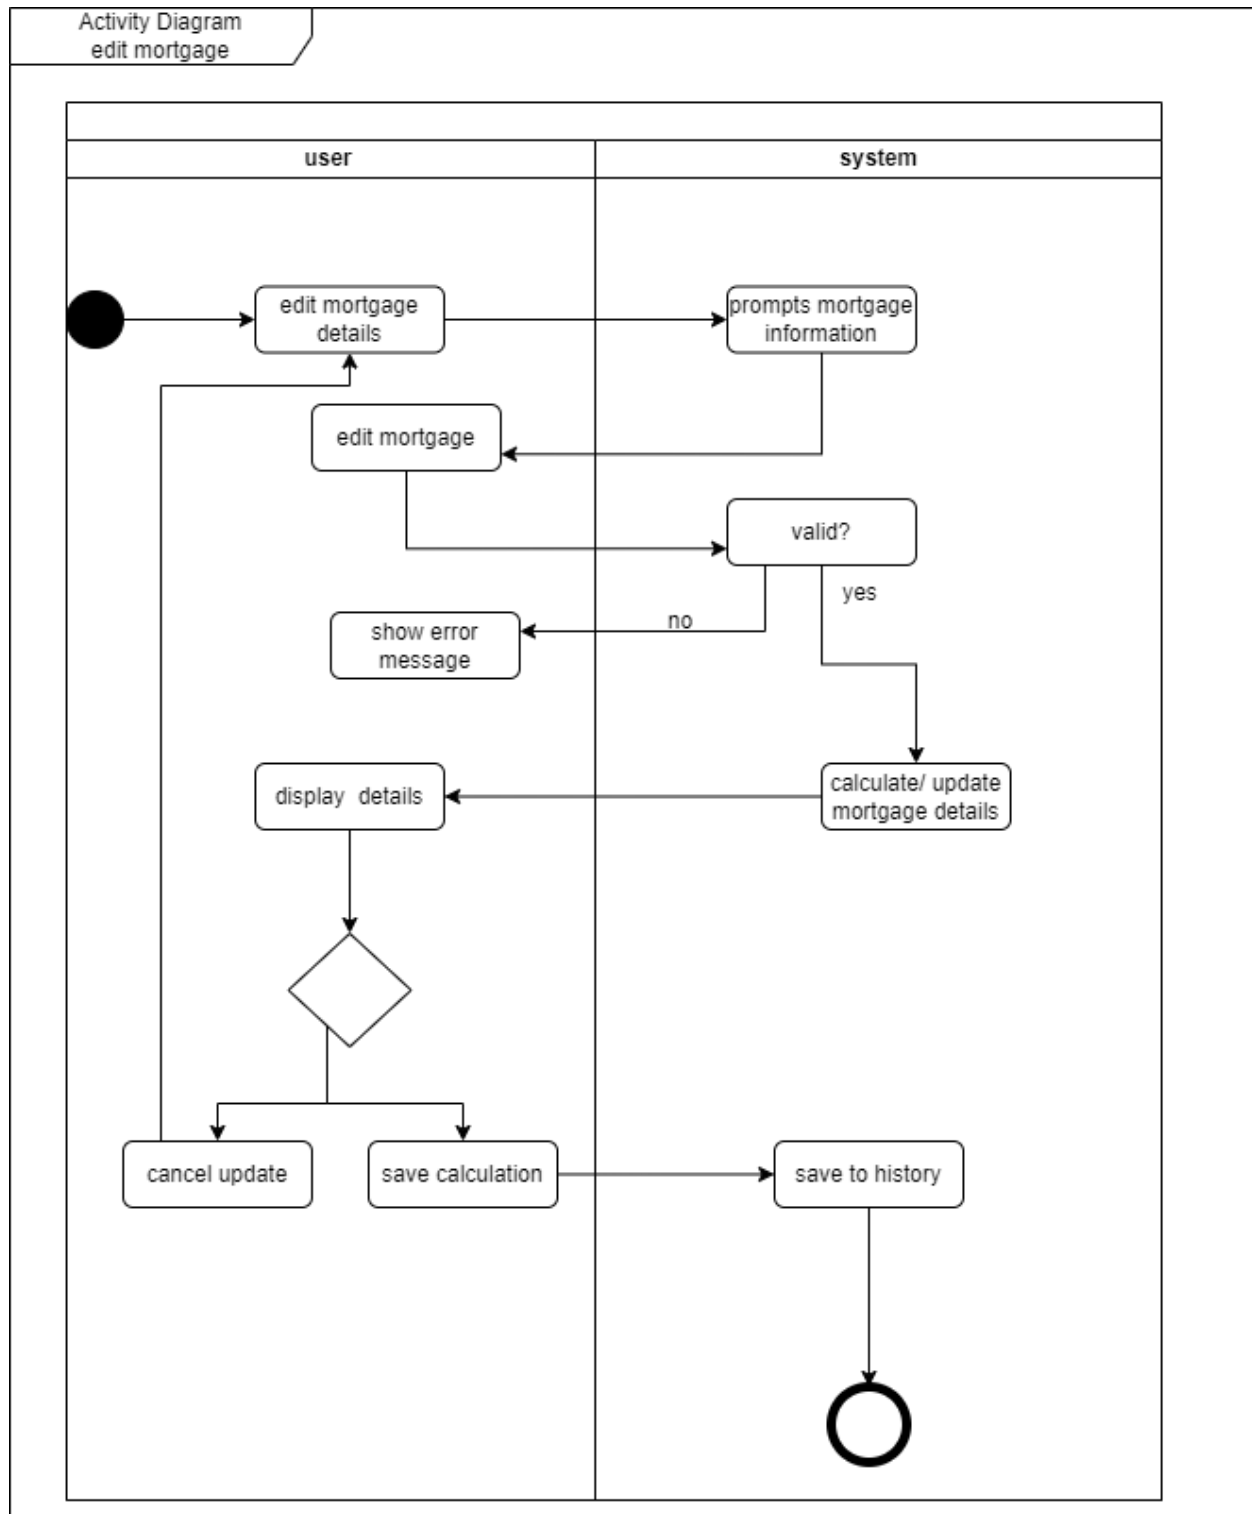 Activity Diagram
edit mortgage
user
system
edit mortgage
details
prompts mortgage
information
edit mortgage
valid?
yes
no
show error
message
display  details
calculate/ update
mortgage details
cancel update
save calculation
save to history